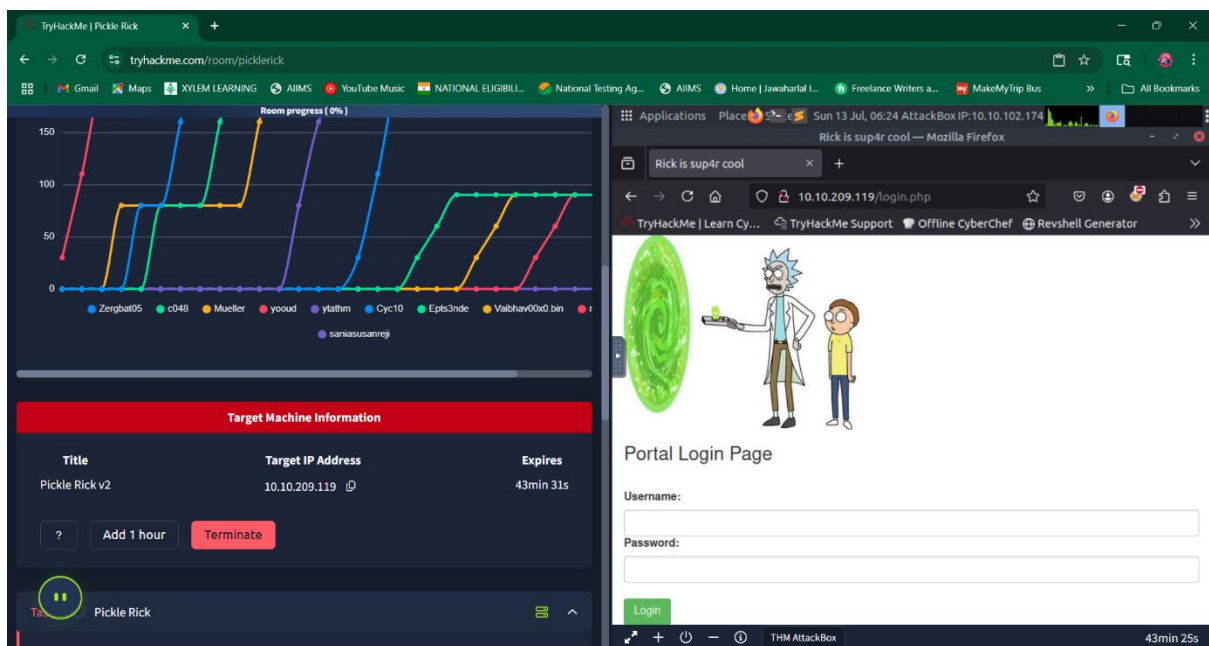 TryHackMe | Pickle Rick
tryhackme.com/room/picklerick
Gmail Maps XYLEM LEARNING AIIMS YouTube Music NATIONAL ELIGIBILI... National Testing Ag... AIIMS Home | Jawaharlal I... Freelance Writers a... MakeMyTrip Bus » All Bookmarks
Room progress ( 0% )
150
100
50
0
Zergbat05 c048 Mueller yooud ytathm Cyc10 Epts3nde Vaibhav00x0.bin
saniasusanreji
Target Machine Information
Title Target IP Address Expires
Pickle Rick v2 10.10.209.119 43min 31s
? Add 1 hour Terminate
Pickle Rick
Applications Sun 13 Jul, 06:24 AttackBox IP:10.10.102.174
Rick is sup4r cool — Mozilla Firefox
Rick is sup4r cool
10.10.209.119/login.php
TryHackMe | Learn Cy... TryHackMe Support Offline CyberChef Revshell Generator »
Portal Login Page
Username:
Password:
Login
THM AttackBox 43min 25s